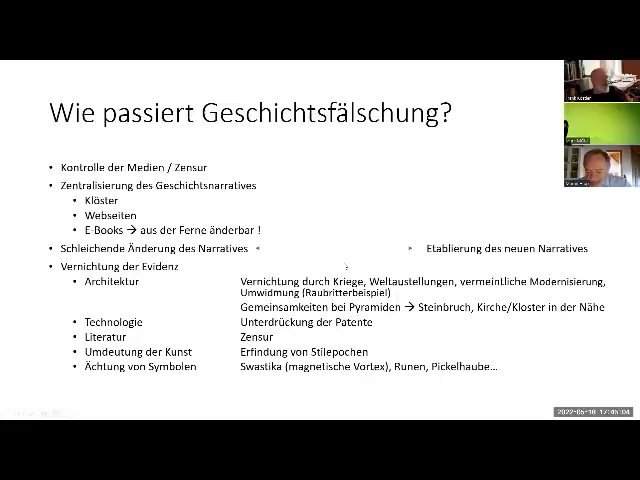 Wie passiert Geschichtsfälschung?
• Kontrolle der Medien / Zensur
• Zentralisierung des Geschichtsnarratives
• Klöster
• Webseiten
• E-Books → aus der Ferne änderbar !
• Schleichende Änderung des Narratives Etablierung des neuen Narratives
• Vernichtung der Evidenz
• Architektur Vernichtung durch Kriege, Weltaustellungen, vermeintliche Modernisierung,
Umwidmung (Raubritterbeispiel)
Gemeinsamkeiten bei Pyramiden → Steinbruch, Kirche/Kloster in der Nähe
• Technologie Unterdrückung der Patente
• Literatur Zensur
• Umdeutung der Kunst Erfindung von Stilepochen
• Ächtung von Symbolen Swastika (magnetische Vortex), Runen, Pickelhaube...
2022-05-18 17:45:04